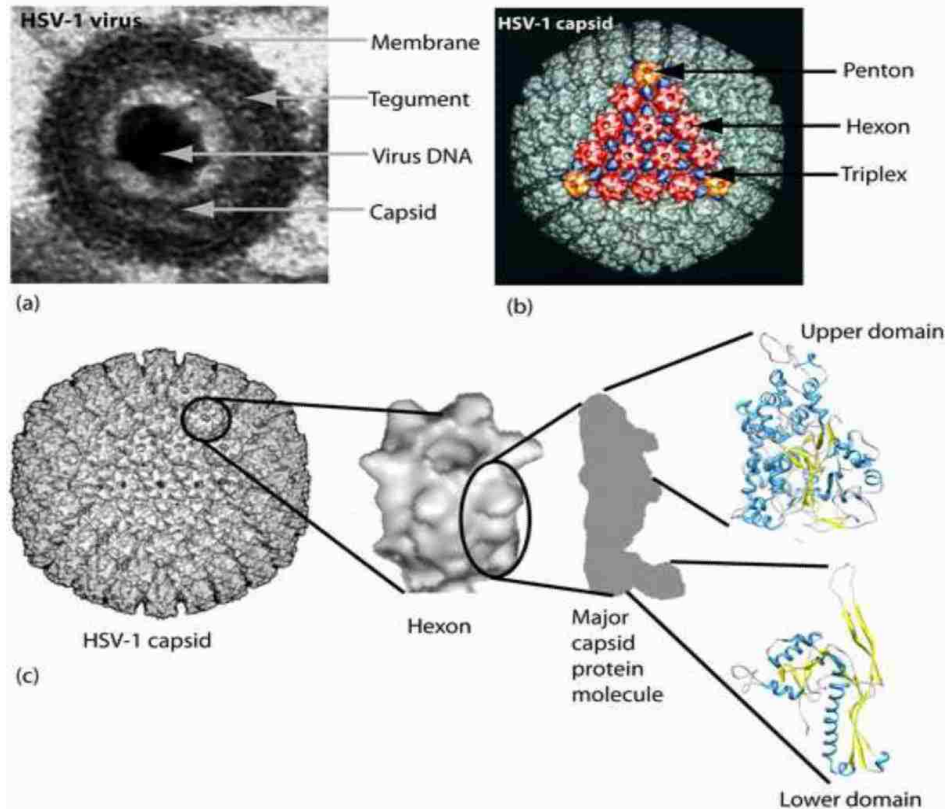 HSV-1 virus
Membrane
Tegument
Virus DNA
Capsid
(a)
HSV-1 capsid
Penton
Hexon
Triplex
(b)
Upper domain
HSV-1 capsid
Hexon
Major
capsid
protein
molecule
(c)
Lower domain